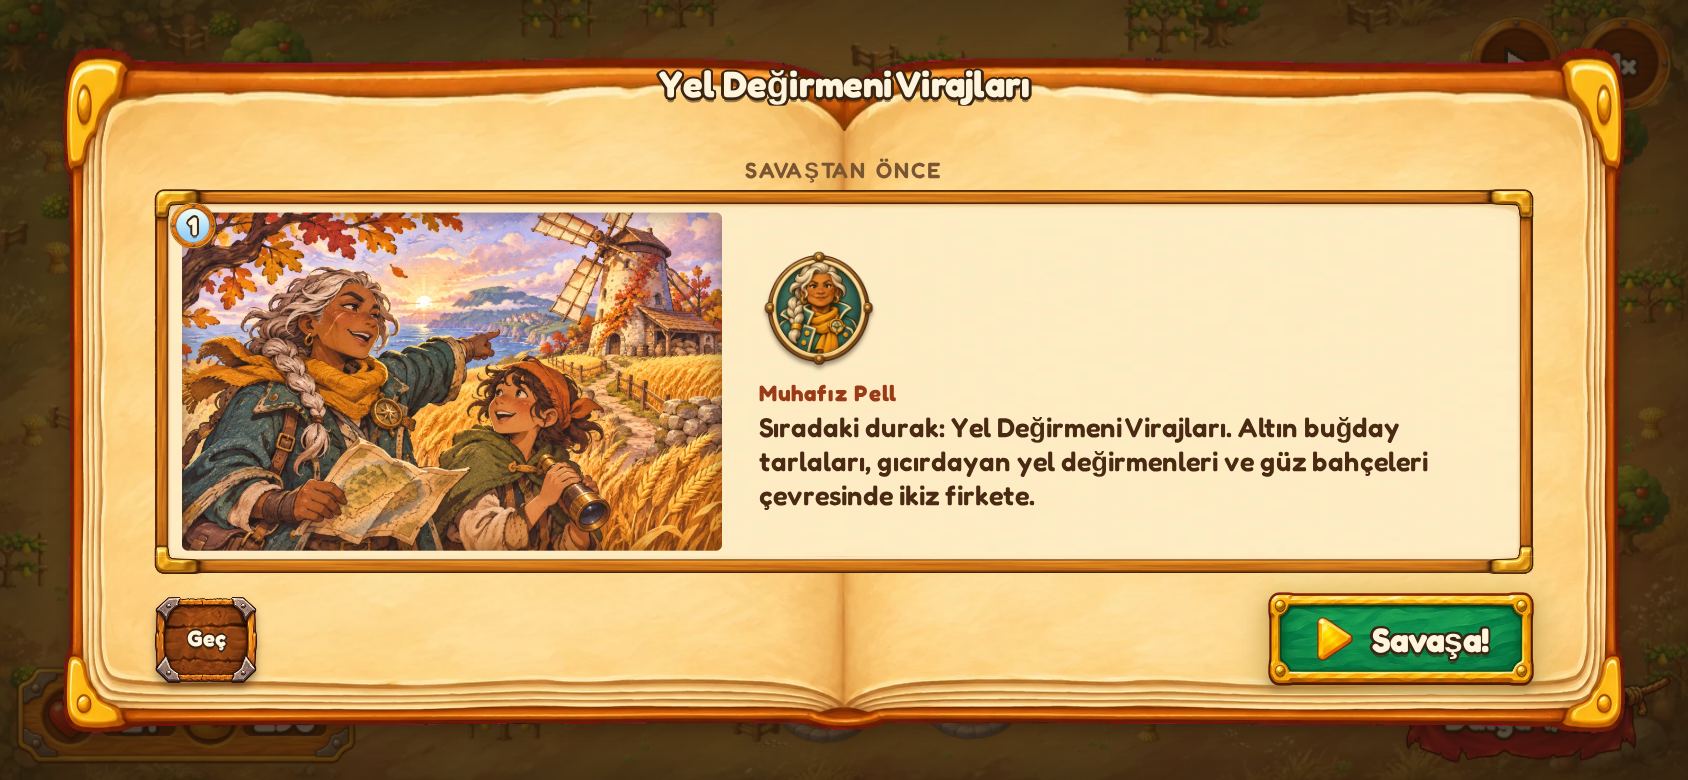 Yel Değirmeni Virajları
SAVAŞTAN ÖNCE
1
Muhafız Pell
Sıradaki durak: Yel Değirmeni Virajları. Altın buğday
tarlaları, gıcırdayan yel değirmenleri ve güz bahçeleri
çevresinde ikiz firkete.
Geç
Savaşa!